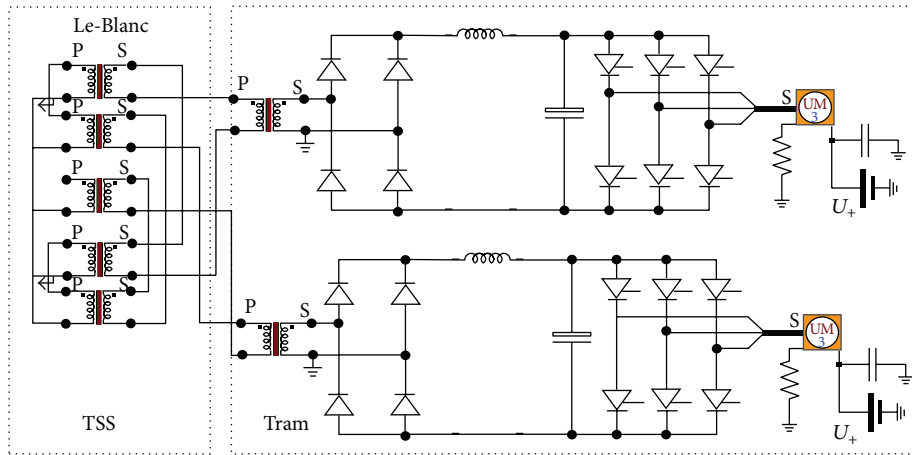 Le-Blanc
P S
P S
P S
P S
P S
P S
P S
S UM 3
S UM 3
U+
U+
TSS
Tram